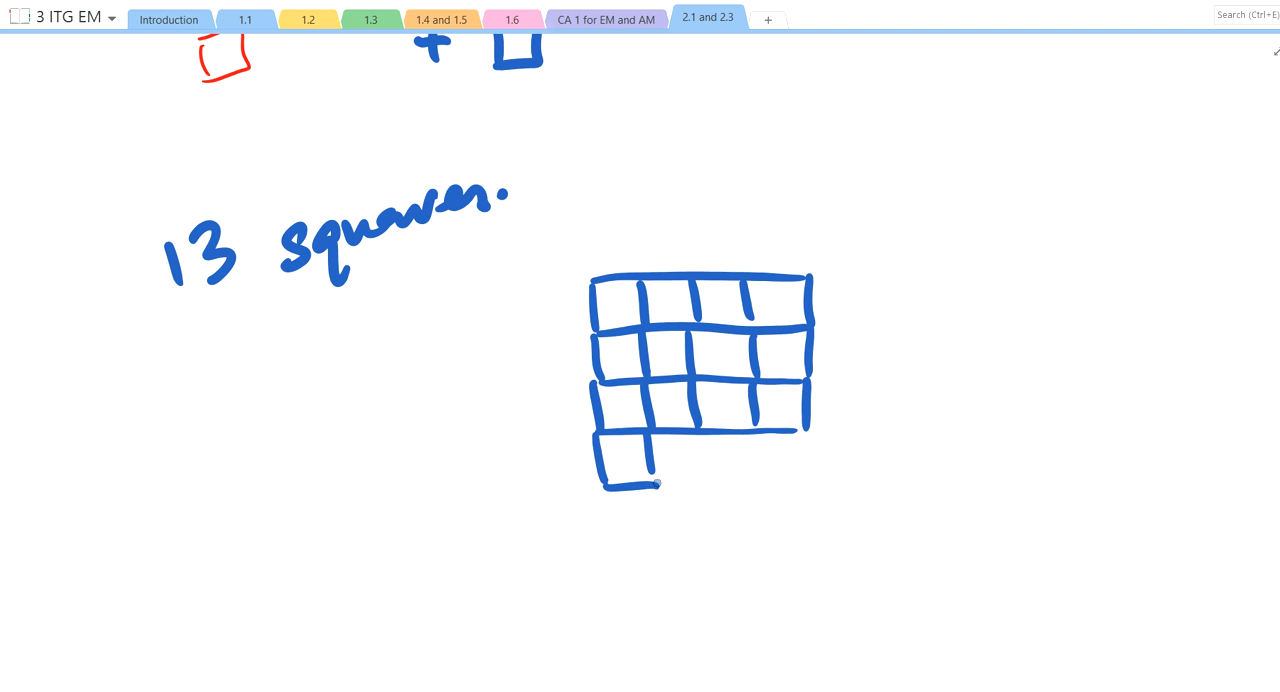 3 ITG EM
Introduction
1.1
1.2
1.3
1.4 and 1.5
1.6
CA 1 for EM and AM
2.1 and 2.3
+
Search (Ctrl+E)
+
13 squares.